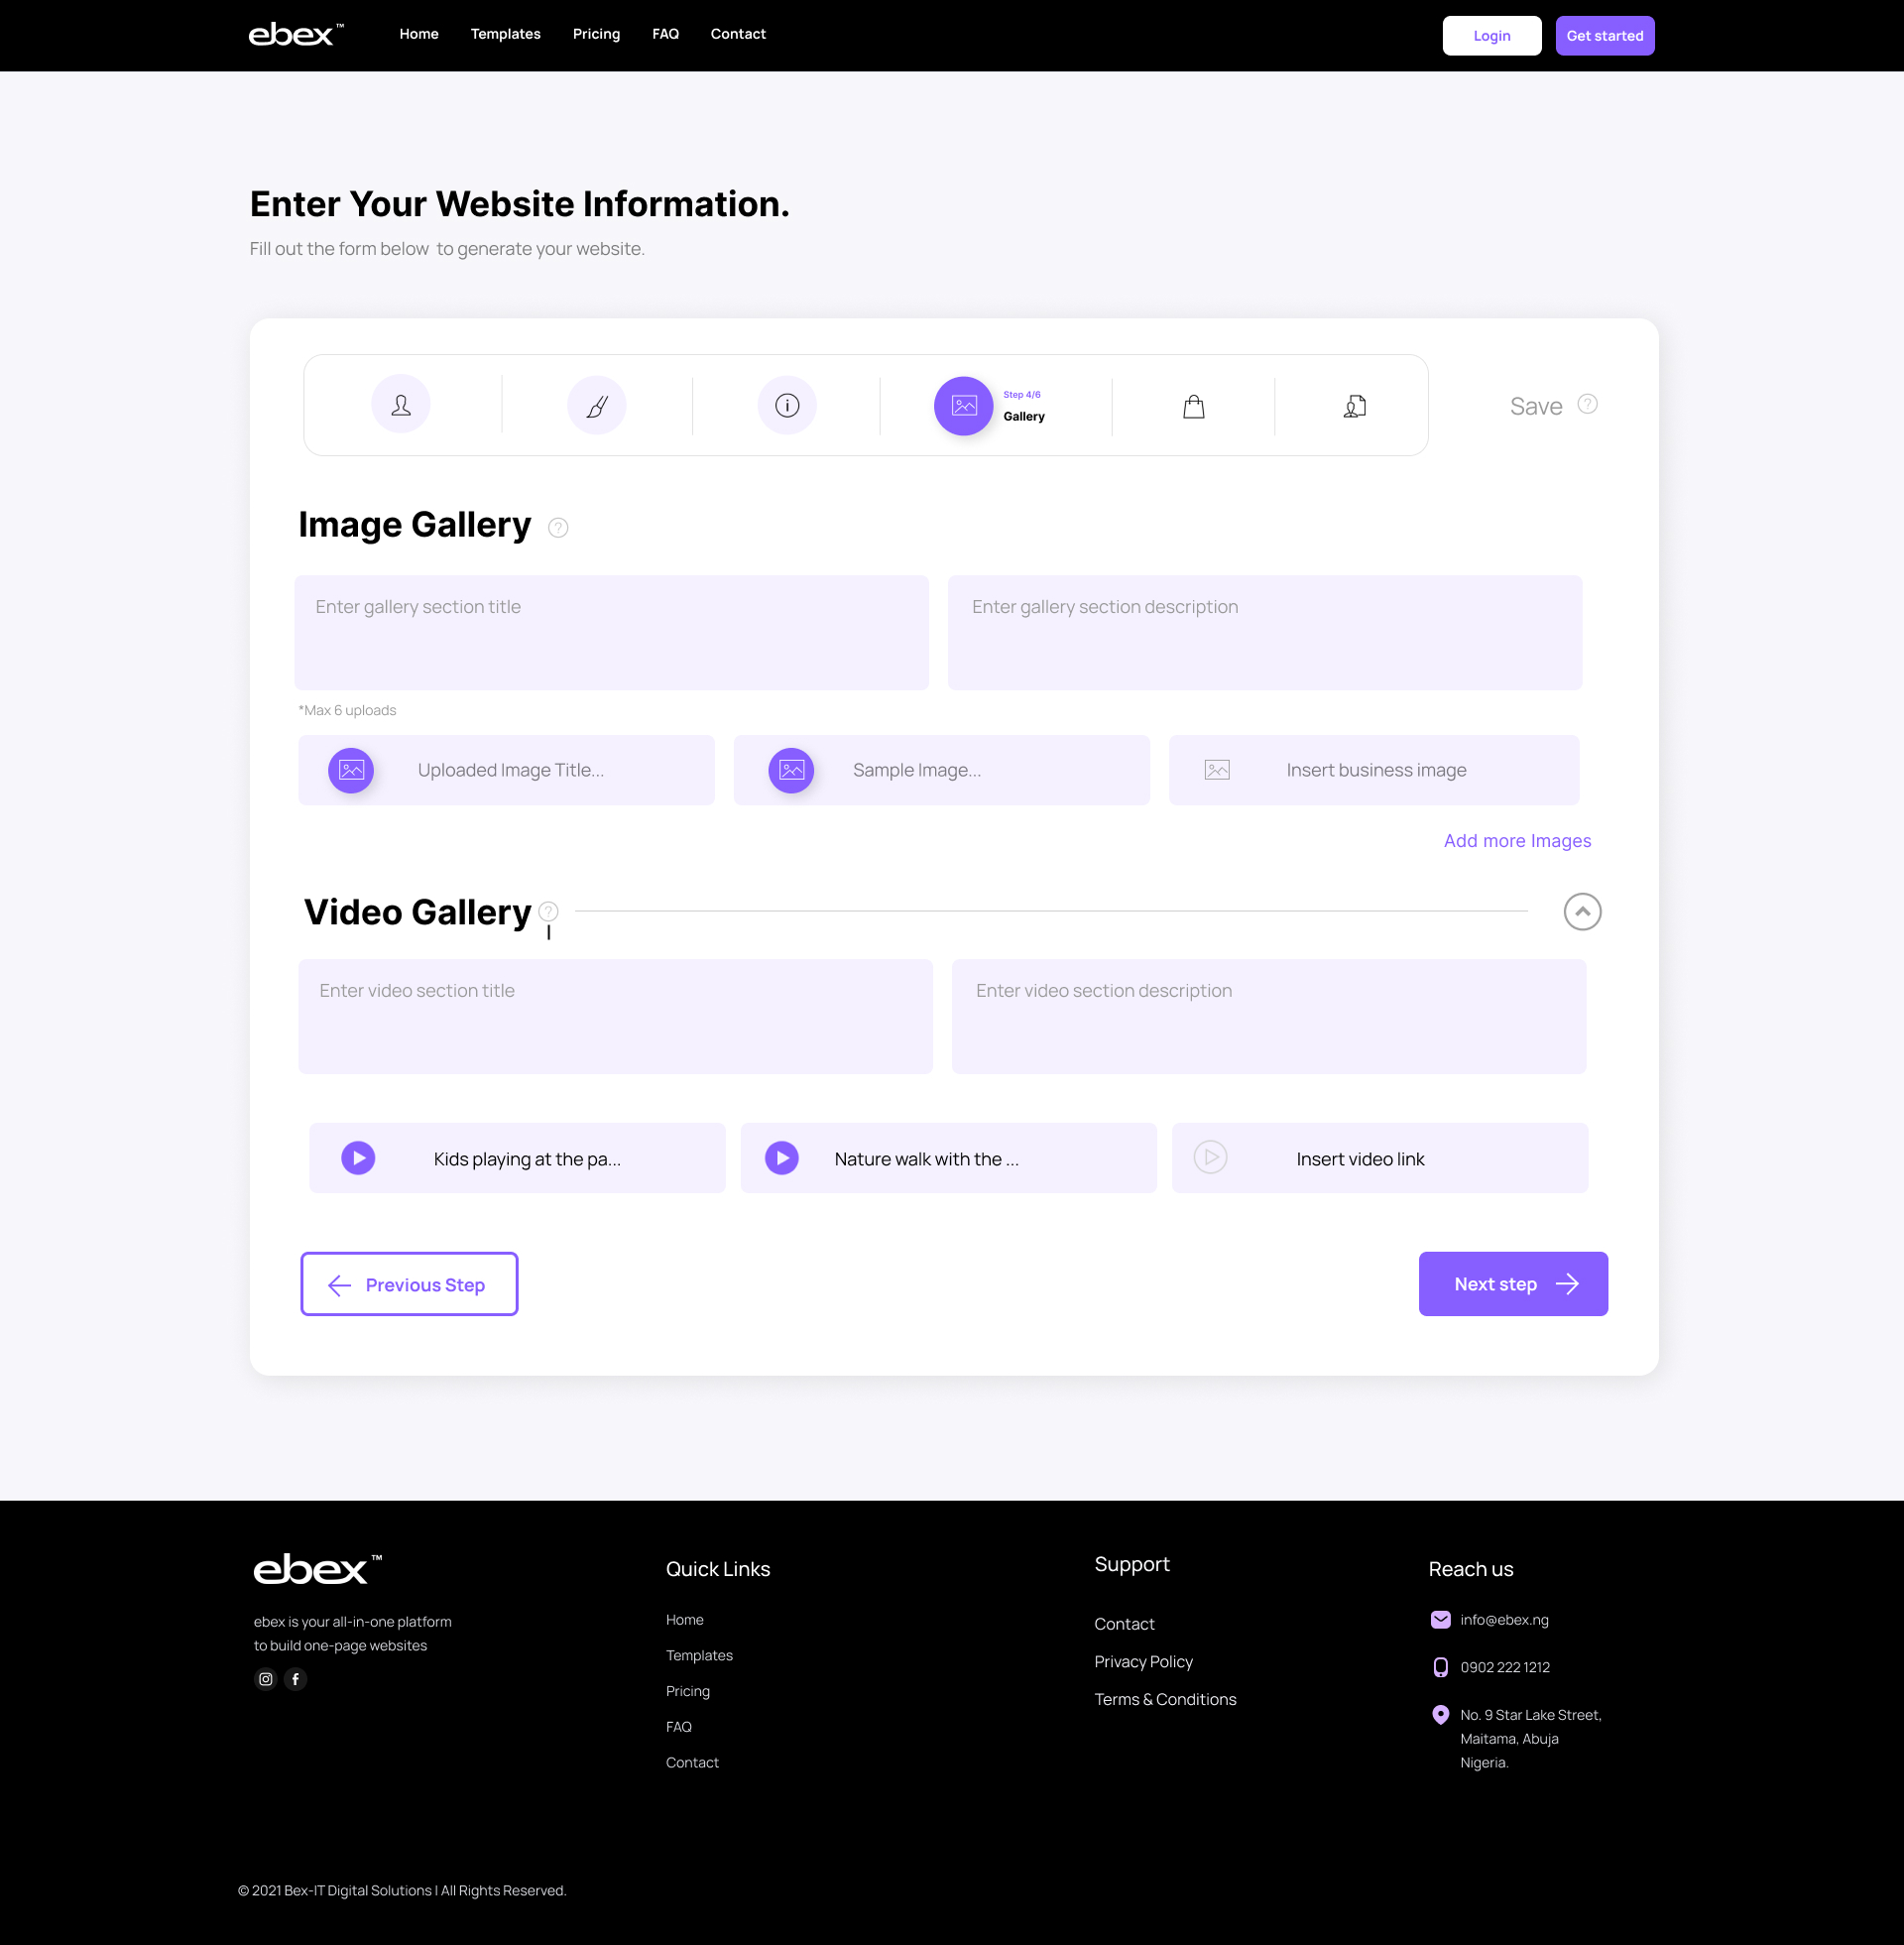 ebex™
Home Templates Pricing FAQ Contact
Login Get started
Enter Your Website Information.
Fill out the form below to generate your website.
Step 4/6
Gallery
Save ?
Image Gallery ?
Enter gallery section title
Enter gallery section description
*Max 6 uploads
Uploaded Image Title...
Sample Image...
Insert business image
Add more Images
Video Gallery ?
Enter video section title
Enter video section description
Kids playing at the pa...
Nature walk with the ...
Insert video link
Previous Step
Next step
ebex™
ebex is your all-in-one platform
to build one-page websites
Quick Links
Home
Templates
Pricing
FAQ
Contact
Support
Contact
Privacy Policy
Terms & Conditions
Reach us
info@ebex.ng
0902 222 1212
No. 9 Star Lake Street,
Maitama, Abuja
Nigeria.
© 2021 Bex-IT Digital Solutions | All Rights Reserved.